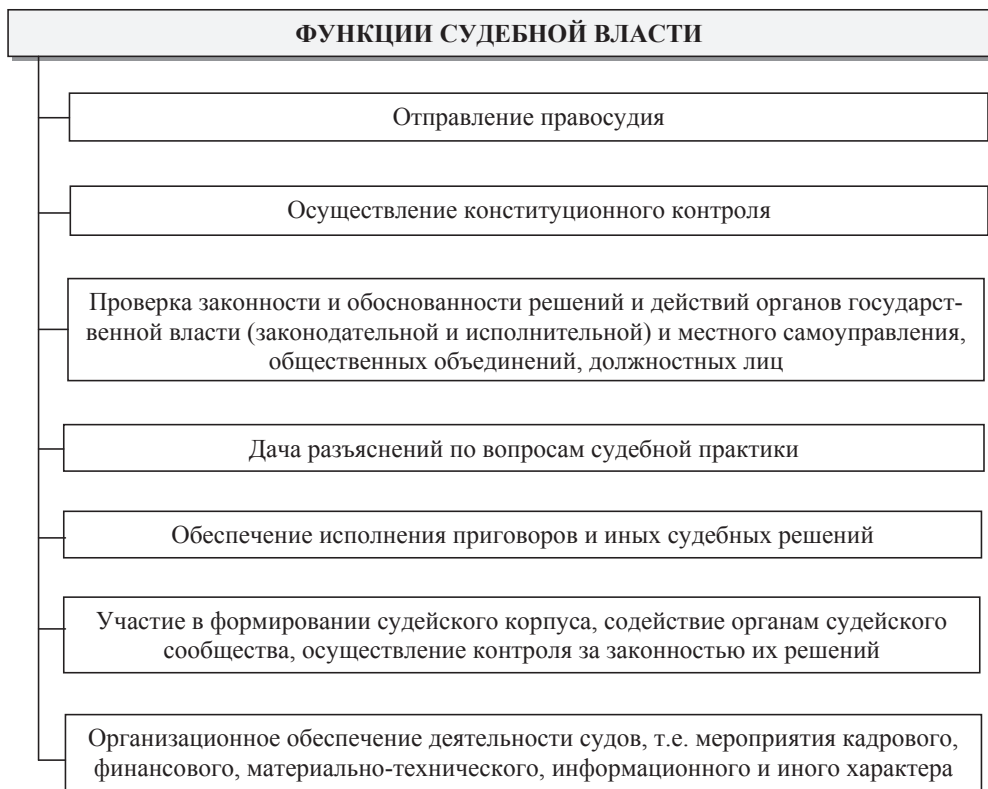 ФУНКЦИИ СУДЕБНОЙ ВЛАСТИ
Отправление правосудия
Осуществление конституционного контроля
Проверка законности и обоснованности решений и действий органов государст-
венной власти (законодательной и исполнительной) и местного самоуправления,
общественных объединений, должностных лиц
Дача разъяснений по вопросам судебной практики
Обеспечение исполнения приговоров и иных судебных решений
Участие в формировании судейского корпуса, содействие органам судейского
сообщества, осуществление контроля за законностью их решений
Организационное обеспечение деятельности судов, т.е. мероприятия кадрового,
финансового, материально-технического, информационного и иного характера